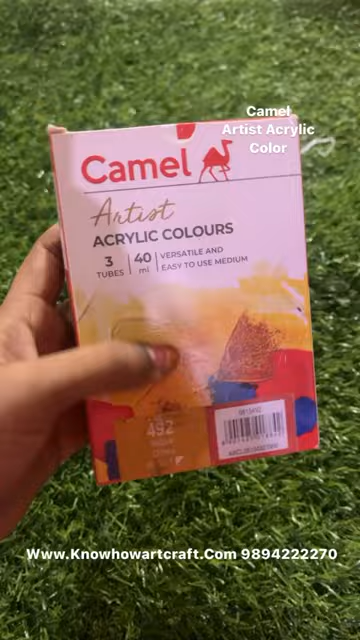 Camel
Artist Acrylic
Color
Camel
Artist
ACRYLIC COLOURS
3
TUBES
40
ml
VERSATILE AND
EASY TO USE MEDIUM
492
Www.Knowhowartcraft.Com 9894222270